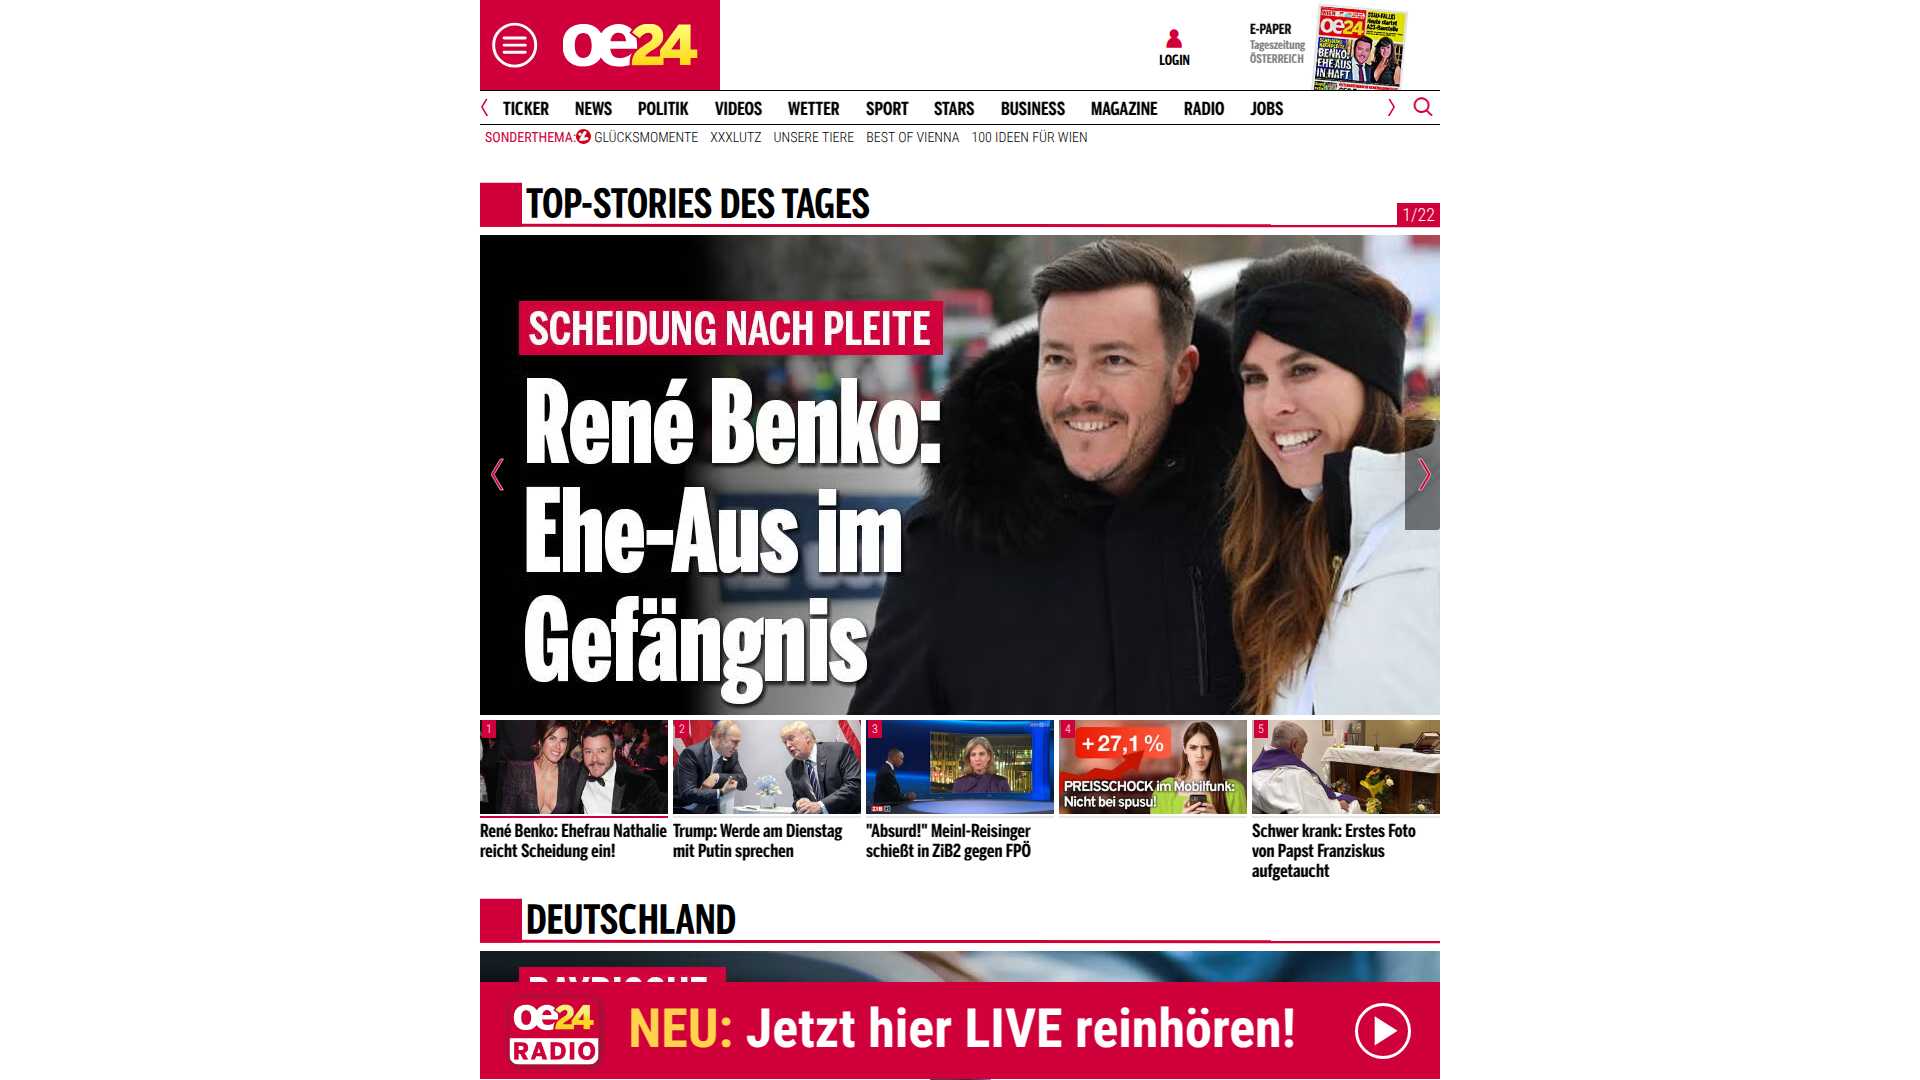 oe24
LOGIN
E-PAPER
Tageszeitung
ÖSTERREICH
oe24
BENKO:
EHE AUS
IN HAFT
TICKER NEWS POLITIK VIDEOS WETTER SPORT STARS BUSINESS MAGAZINE RADIO JOBS
SONDERTHEMA: GLÜCKSMOMENTE XXXLUTZ UNSERE TIERE BEST OF VIENNA 100 IDEEN FÜR WIEN
TOP-STORIES DES TAGES
1/22
SCHEIDUNG NACH PLEITE
René Benko:
Ehe-Aus im
Gefängnis
1
2
3
4
5
+27,1 %
PREISSCHOCK im Mobilfunk:
Nicht bei spusu!
ZIB 2
René Benko: Ehefrau Nathalie
reicht Scheidung ein!
Trump: Werde am Dienstag
mit Putin sprechen
"Absurd!" Meinl-Reisinger
schießt in ZiB2 gegen FPÖ
Schwer krank: Erstes Foto
von Papst Franziskus
aufgetaucht
DEUTSCHLAND
BAYRISCHE
oe24
RADIO
NEU: Jetzt hier LIVE reinhören!